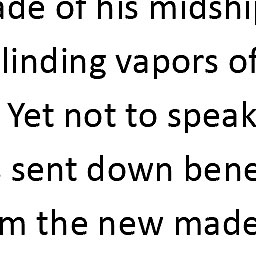 ade of his midship
linding vapors of
Yet not to speak
sent down bene
m the new made